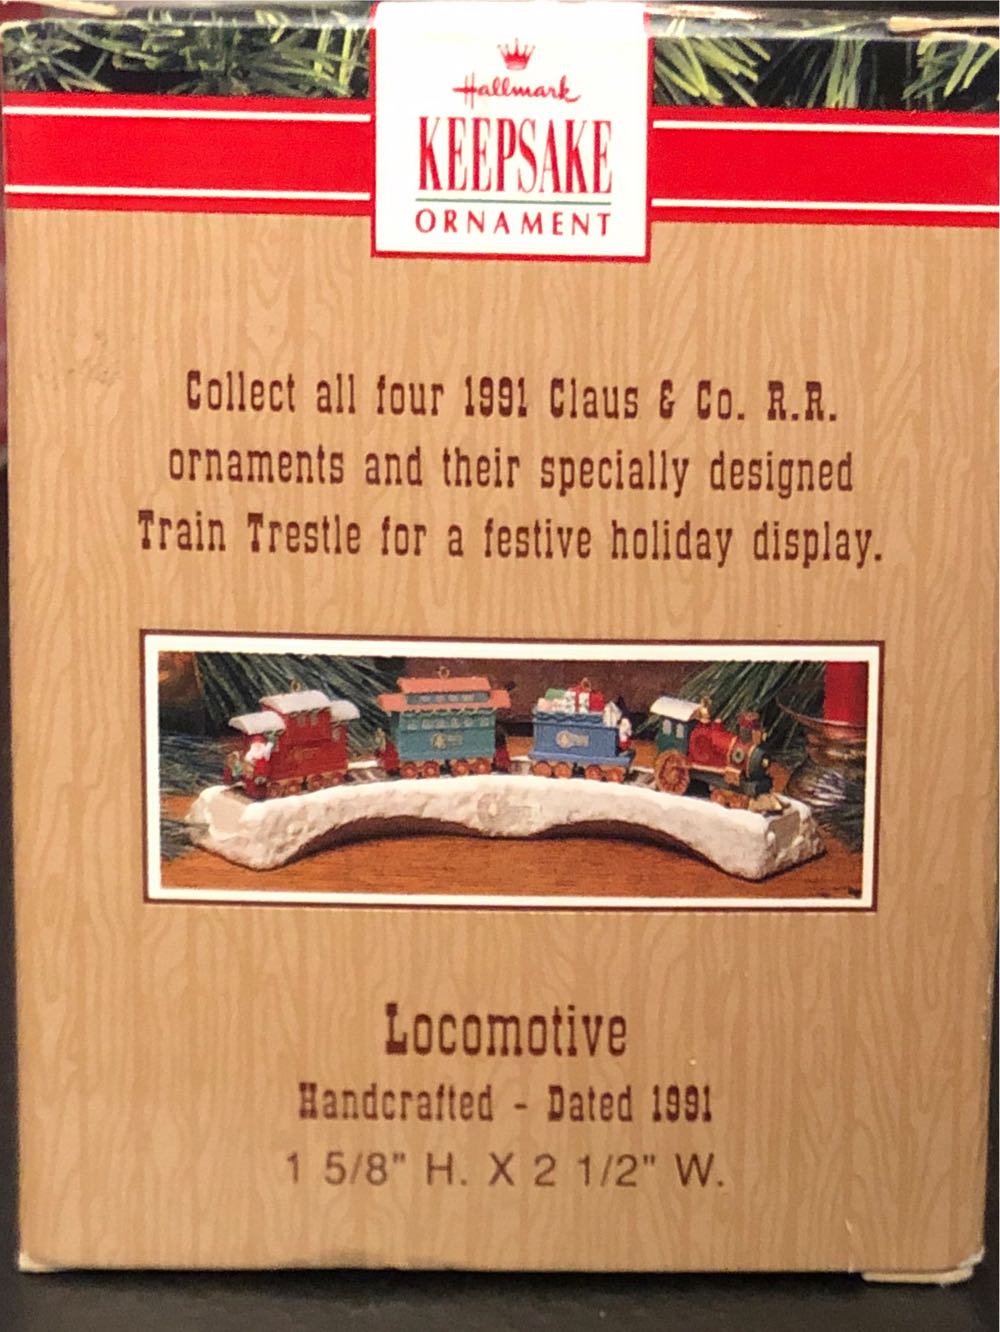 Hallmark
KEEPSAKE
ORNAMENT
Collect all four 1991 Claus & Co. R.R.
ornaments and their specially designed
Train Trestle for a festive holiday display.
Locomotive
Handcrafted - Dated 1991
1 5/8" H. X 2 1/2" W.